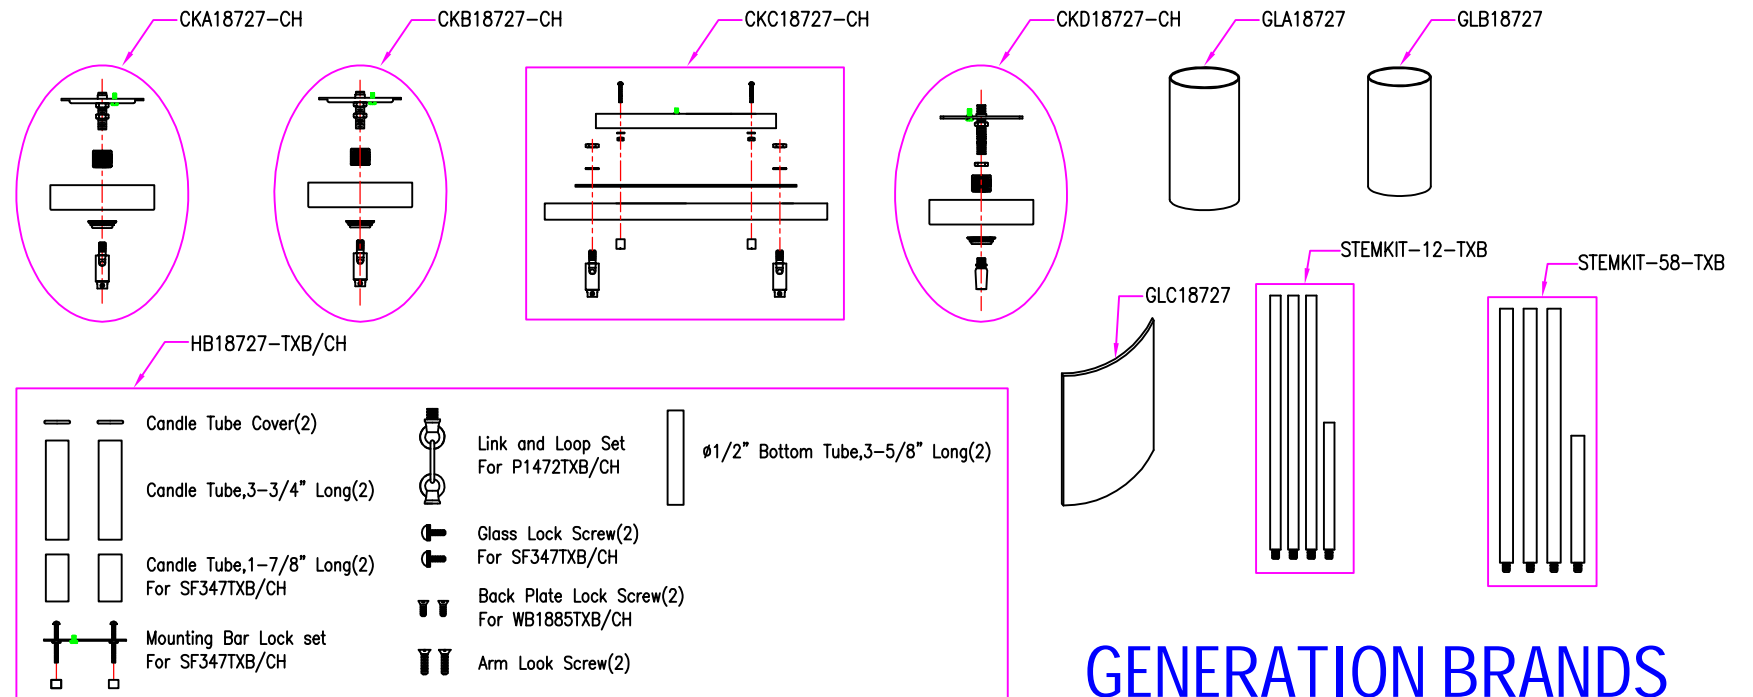 CKA18727-CH
CKB18727-CH
CKC18727-CH
CKD18727-CH
GLA18727
GLB18727
STEMKIT-12-TXB
STEMKIT-58-TXB
GLC18727
HB18727-TXB/CH
Candle Tube Cover(2)
Candle Tube,3-3/4" Long(2)
Candle Tube,1-7/8" Long(2)
For SF347TXB/CH
Mounting Bar Lock set
For SF347TXB/CH
Link and Loop Set
For P1472TXB/CH
Glass Lock Screw(2)
For SF347TXB/CH
Back Plate Lock Screw(2)
For WB1885TXB/CH
Arm Look Screw(2)
ø1/2" Bottom Tube,3-5/8" Long(2)
GENERATION BRANDS